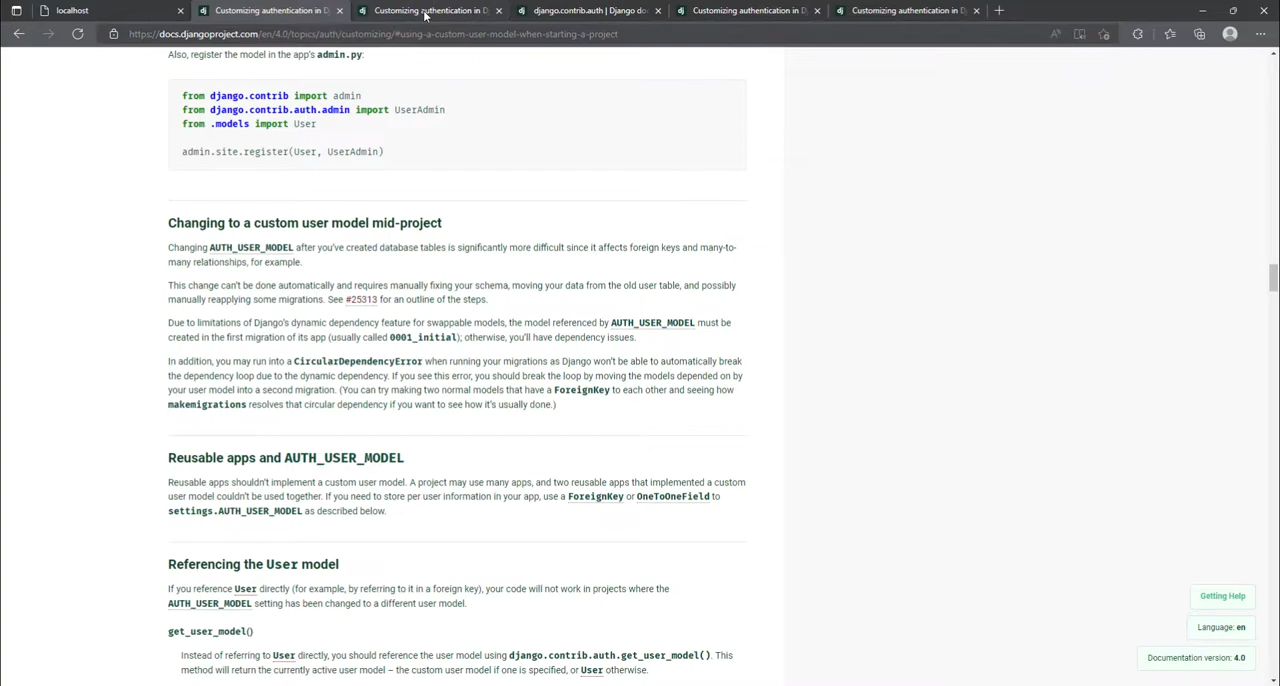 localhost
Customizing authentication in D
Customizing authentication in D
django.contrib.auth | Django do
Customizing authentication in D
Customizing authentication in D
https://docs.djangoproject.com/en/4.0/topics/auth/customizing/#using-a-custom-user-model-when-starting-a-project
Also, register the model in the app's admin.py:
from django.contrib import admin
from django.contrib.auth.admin import UserAdmin
from .models import User
admin.site.register(User, UserAdmin)
Changing to a custom user model mid-project
Changing AUTH_USER_MODEL after you've created database tables is significantly more difficult since it affects foreign keys and many-to-
many relationships, for example.
This change can't be done automatically and requires manually fixing your schema, moving your data from the old user table, and possibly
manually reapplying some migrations. See #25313 for an outline of the steps.
Due to limitations of Django's dynamic dependency feature for swappable models, the model referenced by AUTH_USER_MODEL must be
created in the first migration of its app (usually called 0001_initial); otherwise, you'll have dependency issues.
In addition, you may run into a CircularDependencyError when running your migrations as Django won't be able to automatically break
the dependency loop due to the dynamic dependency. If you see this error, you should break the loop by moving the models depended on by
your user model into a second migration. (You can try making two normal models that have a ForeignKey to each other and seeing how
makemigrations resolves that circular dependency if you want to see how it's usually done.)
Reusable apps and AUTH_USER_MODEL
Reusable apps shouldn't implement a custom user model. A project may use many apps, and two reusable apps that implemented a custom
user model couldn't be used together. If you need to store per user information in your app, use a ForeignKey or OneToOneField to
settings.AUTH_USER_MODEL as described below.
Referencing the User model
If you reference User directly (for example, by referring to it in a foreign key), your code will not work in projects where the
AUTH_USER_MODEL setting has been changed to a different user model.
get_user_model()
Instead of referring to User directly, you should reference the user model using django.contrib.auth.get_user_model(). This
method will return the currently active user model – the custom user model if one is specified, or User otherwise.
Getting Help
Language: en
Documentation version: 4.0